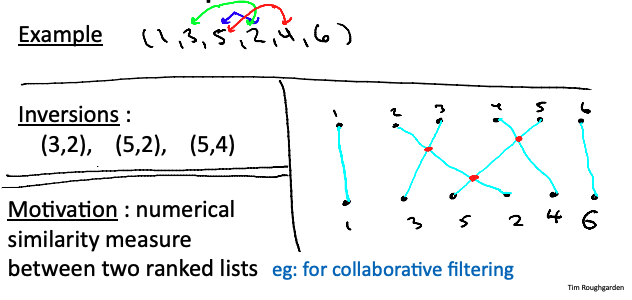 Example (1,3,5,2,4,6)
Inversions :
(3,2), (5,2), (5,4)
1 2 3 4 5 6
1 3 5 2 4 6
Motivation : numerical
similarity measure
between two ranked lists eg: for collaborative filtering
Tim Roughgarden